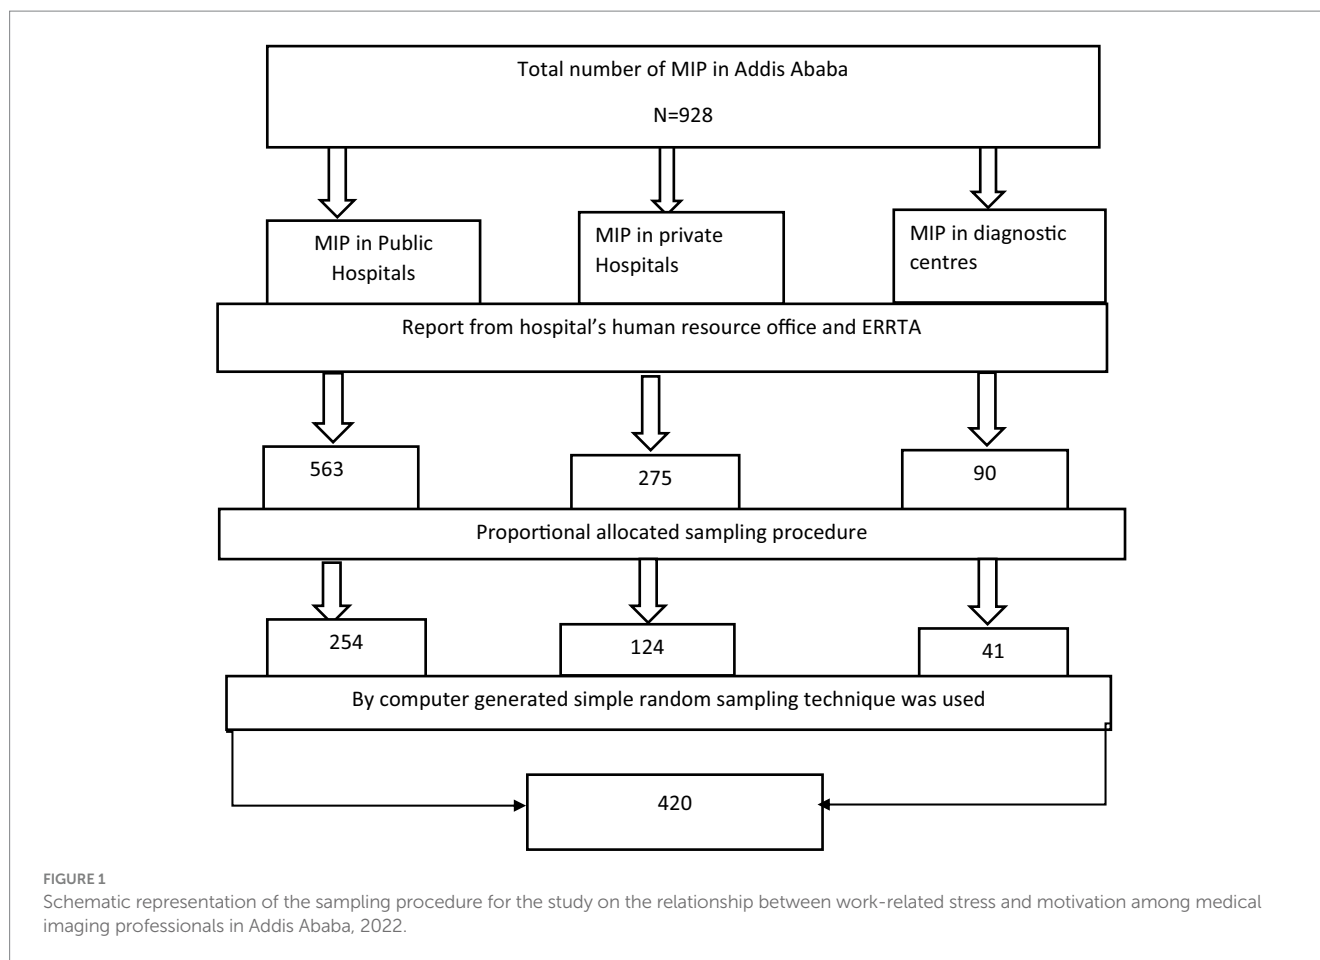 Total number of MIP in Addis Ababa
N=928
MIP in Public
Hospitals
MIP in private
Hospitals
MIP in diagnostic
centres
Report from hospital’s human resource office and ERRTA
563
275
90
Proportional allocated sampling procedure
254
124
41
By computer generated simple random sampling technique was used
420
FIGURE 1
Schematic representation of the sampling procedure for the study on the relationship between work-related stress and motivation among medical
imaging professionals in Addis Ababa, 2022.